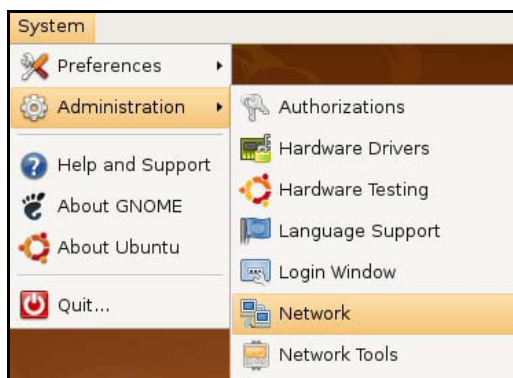 System
Preferences
Administration
Help and Support
About GNOME
About Ubuntu
Quit...
Authorizations
Hardware Drivers
Hardware Testing
Language Support
Login Window
Network
Network Tools